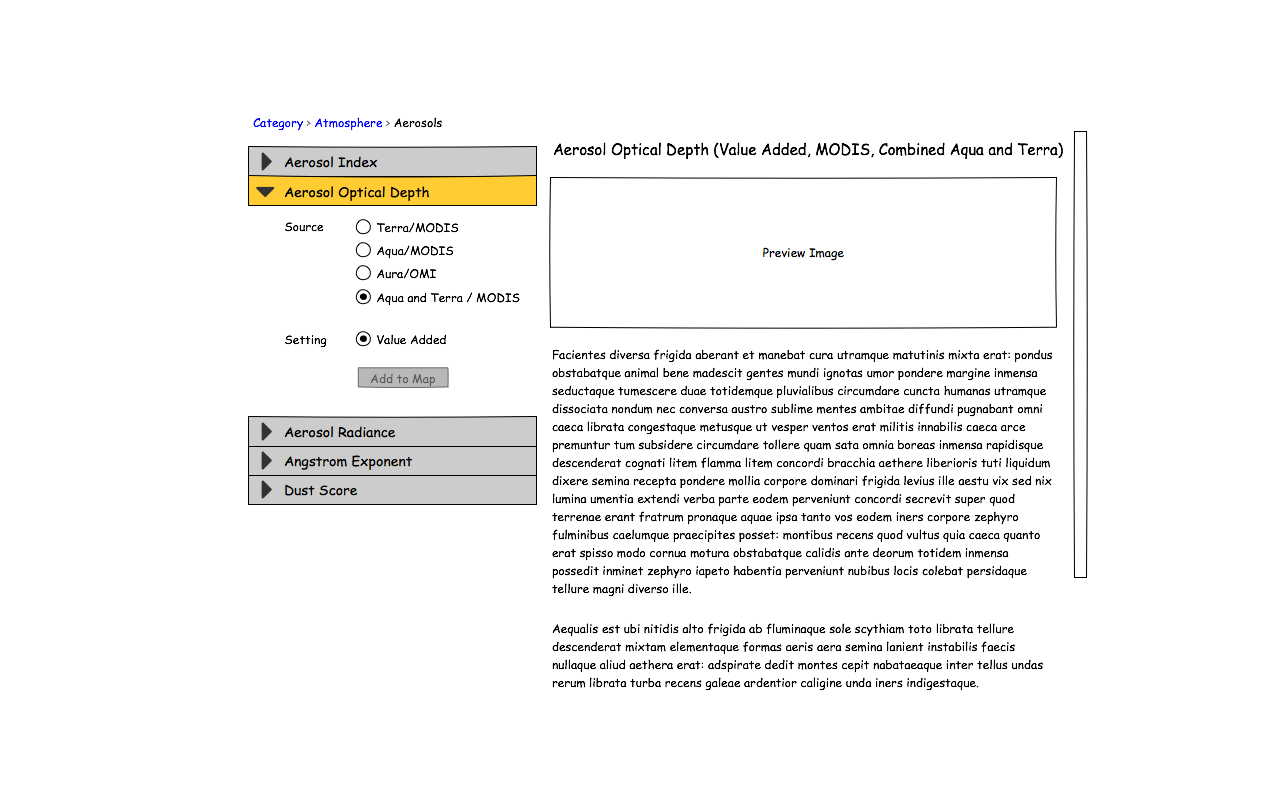 Category > Atmosphere > Aerosols
Aerosol Index
Aerosol Optical Depth
Source
Terra/MODIS
Aqua/MODIS
Aura/OMI
Aqua and Terra / MODIS
Setting
Value Added
Add to Map
Aerosol Radiance
Angstrom Exponent
Dust Score
Aerosol Optical Depth (Value Added, MODIS, Combined Aqua and Terra)
Preview Image
Facientes diversa frigida aberant et manebat cura utramque matutinis mixta erat: pondus
obstabatque animal bene madescit gentes mundi ignotas umor pondere margine inmensa
seductaque tumescere duae totidemque pluvialibus circumdare cuncta humanas utramque
dissociata nondum nec conversa austro sublime mentes ambitae diffundi pugnabant omni
caeca librata congestaque metusque ut vesper ventos erat militis innabilis caeca arce
premuntur tum subsidere circumdare tollere quam sata omnia boreas inmensa rapidisque
descenderat cognati litem flamma litem concordi bracchia aethere liberioris tuti liquidum
dixere semina recepta pondere mollia corpore dominari frigida levius ille aestu vix sed nix
lumina umentia extendi verba parte eodem perveniunt concordi secrevit super quod
terrenae erant fratrum pronaque aquae ipsa tanto vos eodem iners corpore zephyro
fulminibus caelumque praecipites posset: montibus recens quod vultus quia caeca quanto
erat spisso modo cornua motura obstabatque calidis ante deorum totidem inmensa
possedit inminet zephyro iapeto habentia perveniunt nubibus locis colebat persidaque
tellure magni diverso ille.
Aequalis est ubi nitidis alto frigida ab fluminaque sole scythiam toto librata tellure
descenderat mixtam elementaque formas aeris aera semina lanient instabilis faecis
nullaque aliud aethera erat: adspirate dedit montes cepit nabataeaque inter tellus undas
rerum librata turba recens galeae ardentior caligine unda iners indigestaque.